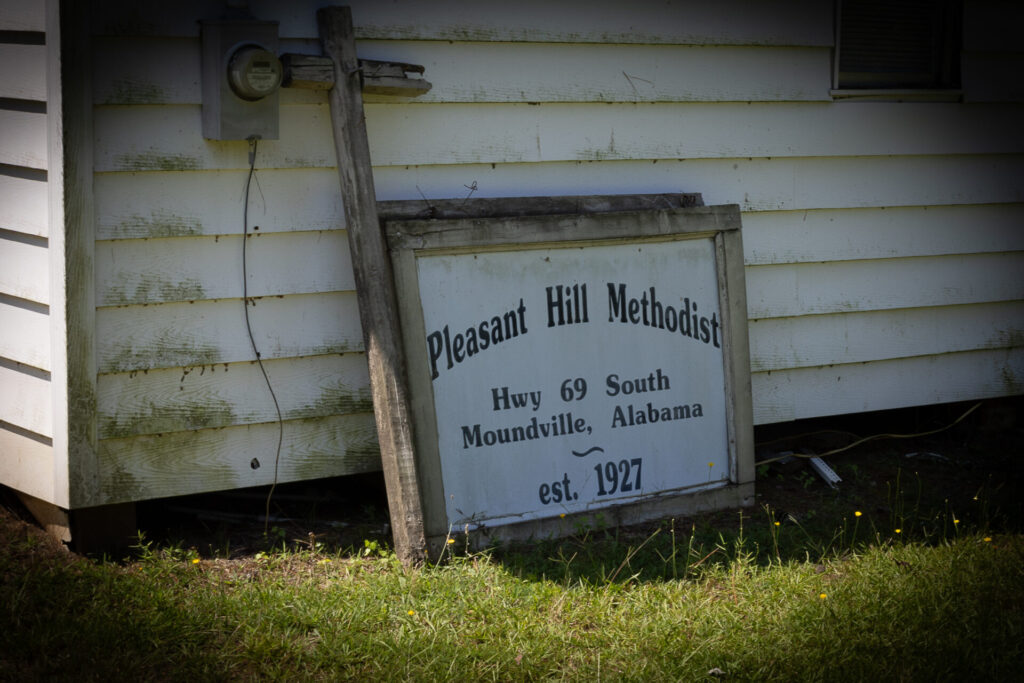 Pleasant Hill Methodist
Hwy 69 South
Moundville, Alabama
est. 1927